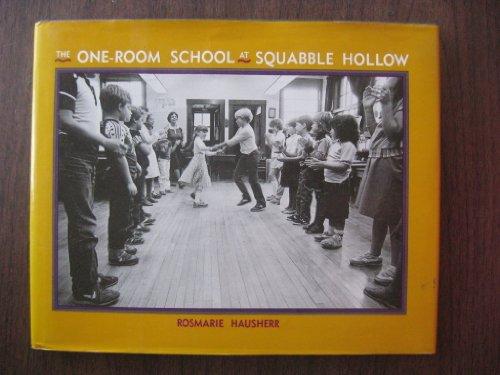 THE ONE-ROOM SCHOOL AT SQUABBLE HOLLOW
ROSMARIE HAUSHERR